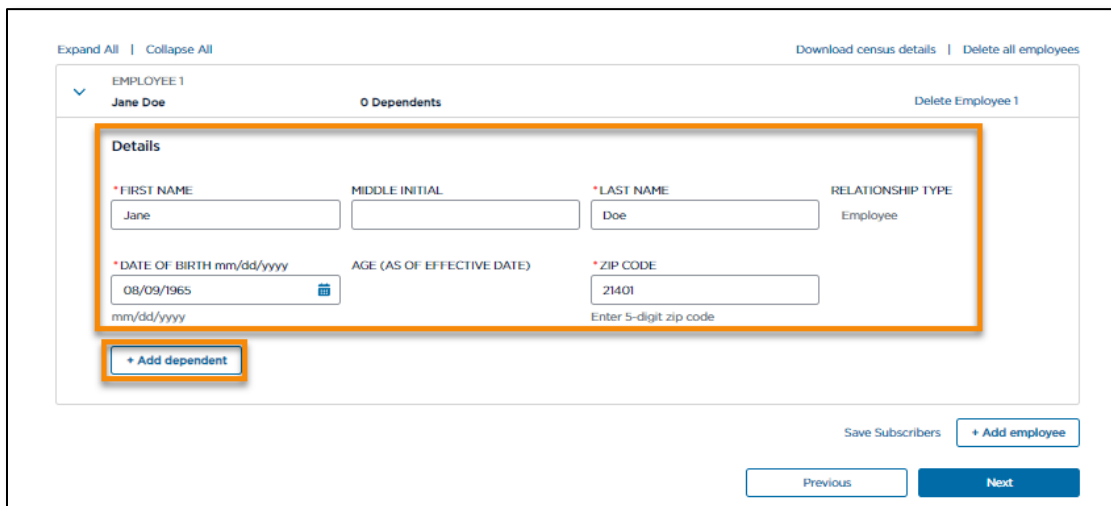 Expand All | Collapse All Download census details | Delete all employees
EMPLOYEE 1
Jane Doe 0 Dependents Delete Employee 1
Details
*FIRST NAME MIDDLE INITIAL *LAST NAME RELATIONSHIP TYPE
Jane Doe Employee
*DATE OF BIRTH mm/dd/yyyy AGE (AS OF EFFECTIVE DATE) *ZIP CODE
08/09/1965 21401
mm/dd/yyyy Enter 5-digit zip code
+ Add dependent
Save Subscribers + Add employee
Previous Next